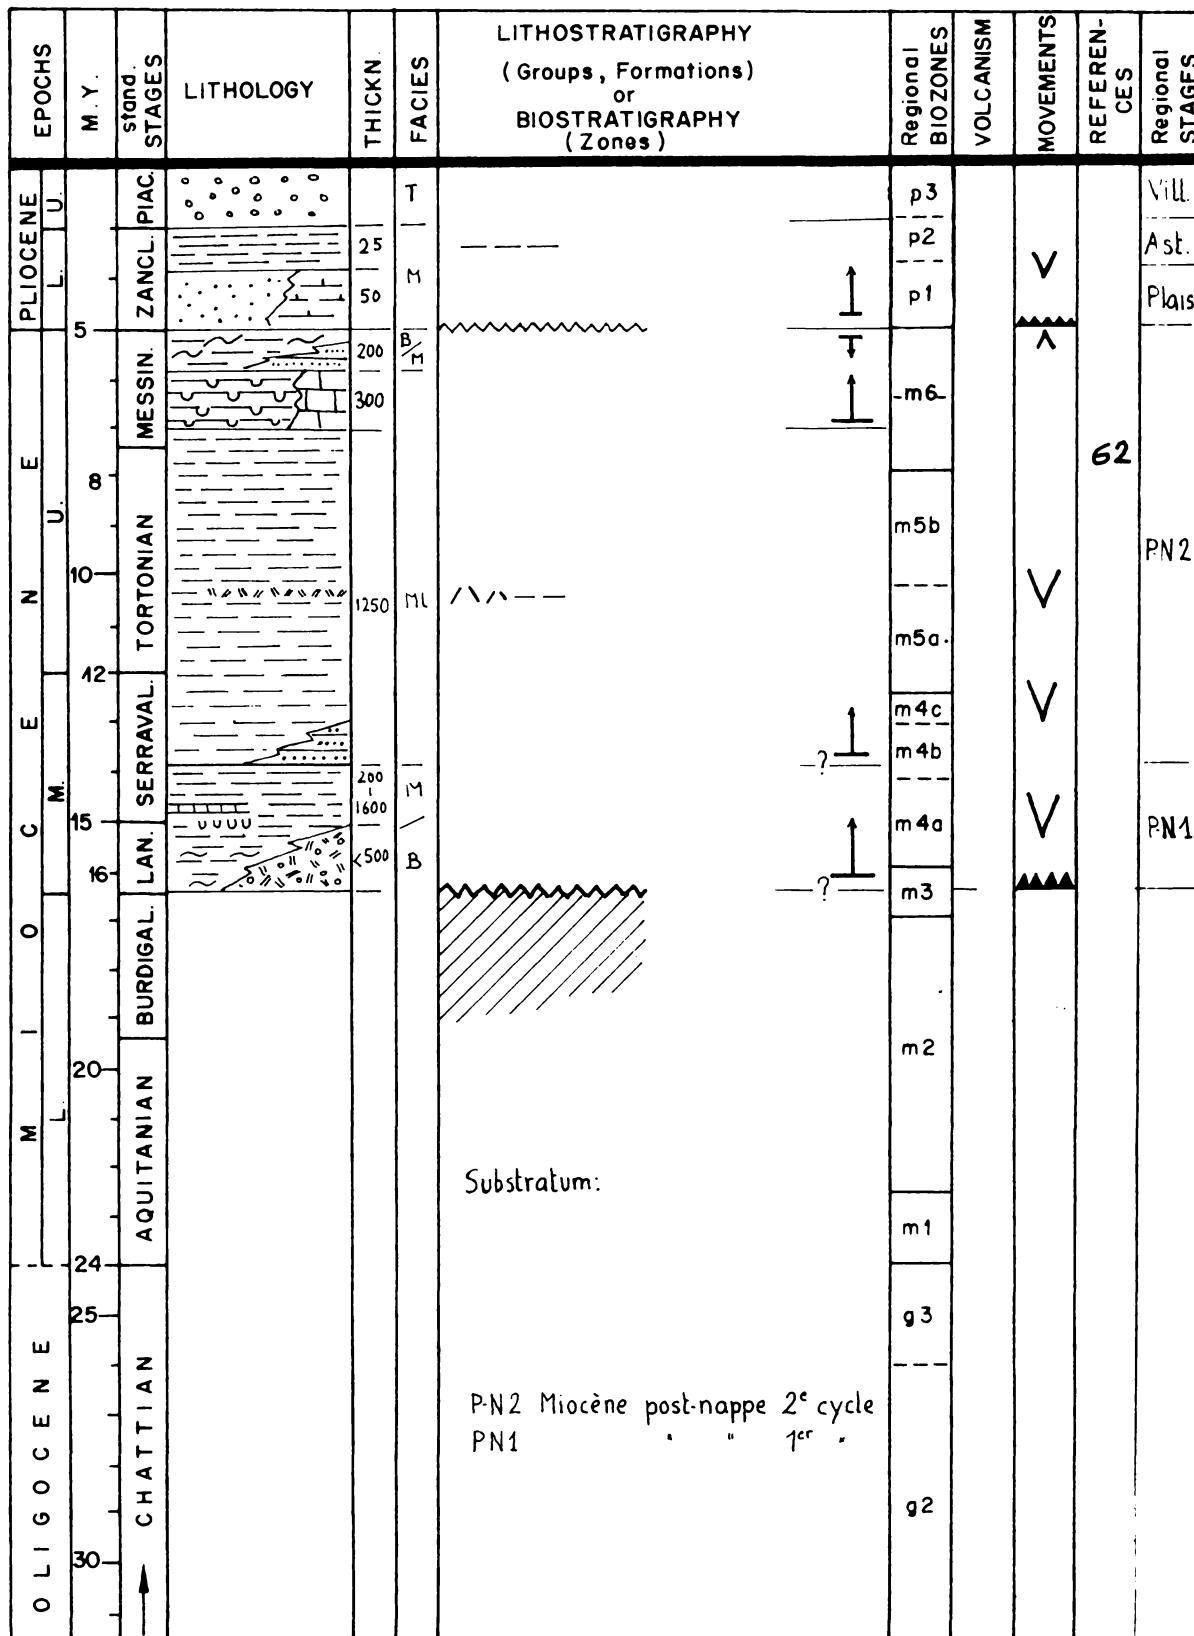 EPOCHS
M.Y.
stand. STAGES
LITHOLOGY
THICKN.
FACIES
LITHOSTRATIGRAPHY
(Groups, Formations)
or
BIOSTRATIGRAPHY
(Zones)
Regional BIOZONES
VOLCANISM
MOVEMENTS
REFEREN-
CES
Regional STAGES
PLIOCENE
U.
L.
MIOCENE
U.
M.
L.
OLIGOCENE
5
8
10
12
15
16
20
24
25
30
PIAC.
ZANCL.
MESSIN.
TORTONIAN
SERRAVAL.
LAN.
BURDIGAL.
AQUITANIAN
CHATTIAN
25
50
200
300
1250
200
1600
<500
T
M
B/M
Ml
M
/
B
?
?
Substratum:
P-N2 Miocène post-nappe 2e cycle
PN1 " " 1er "
p3
p2
p1
m6
m5b
m5a
m4c
m4b
m4a
m3
m2
m1
g3
g2
62
Vill.
Ast.
Plais
PN2
P-N1